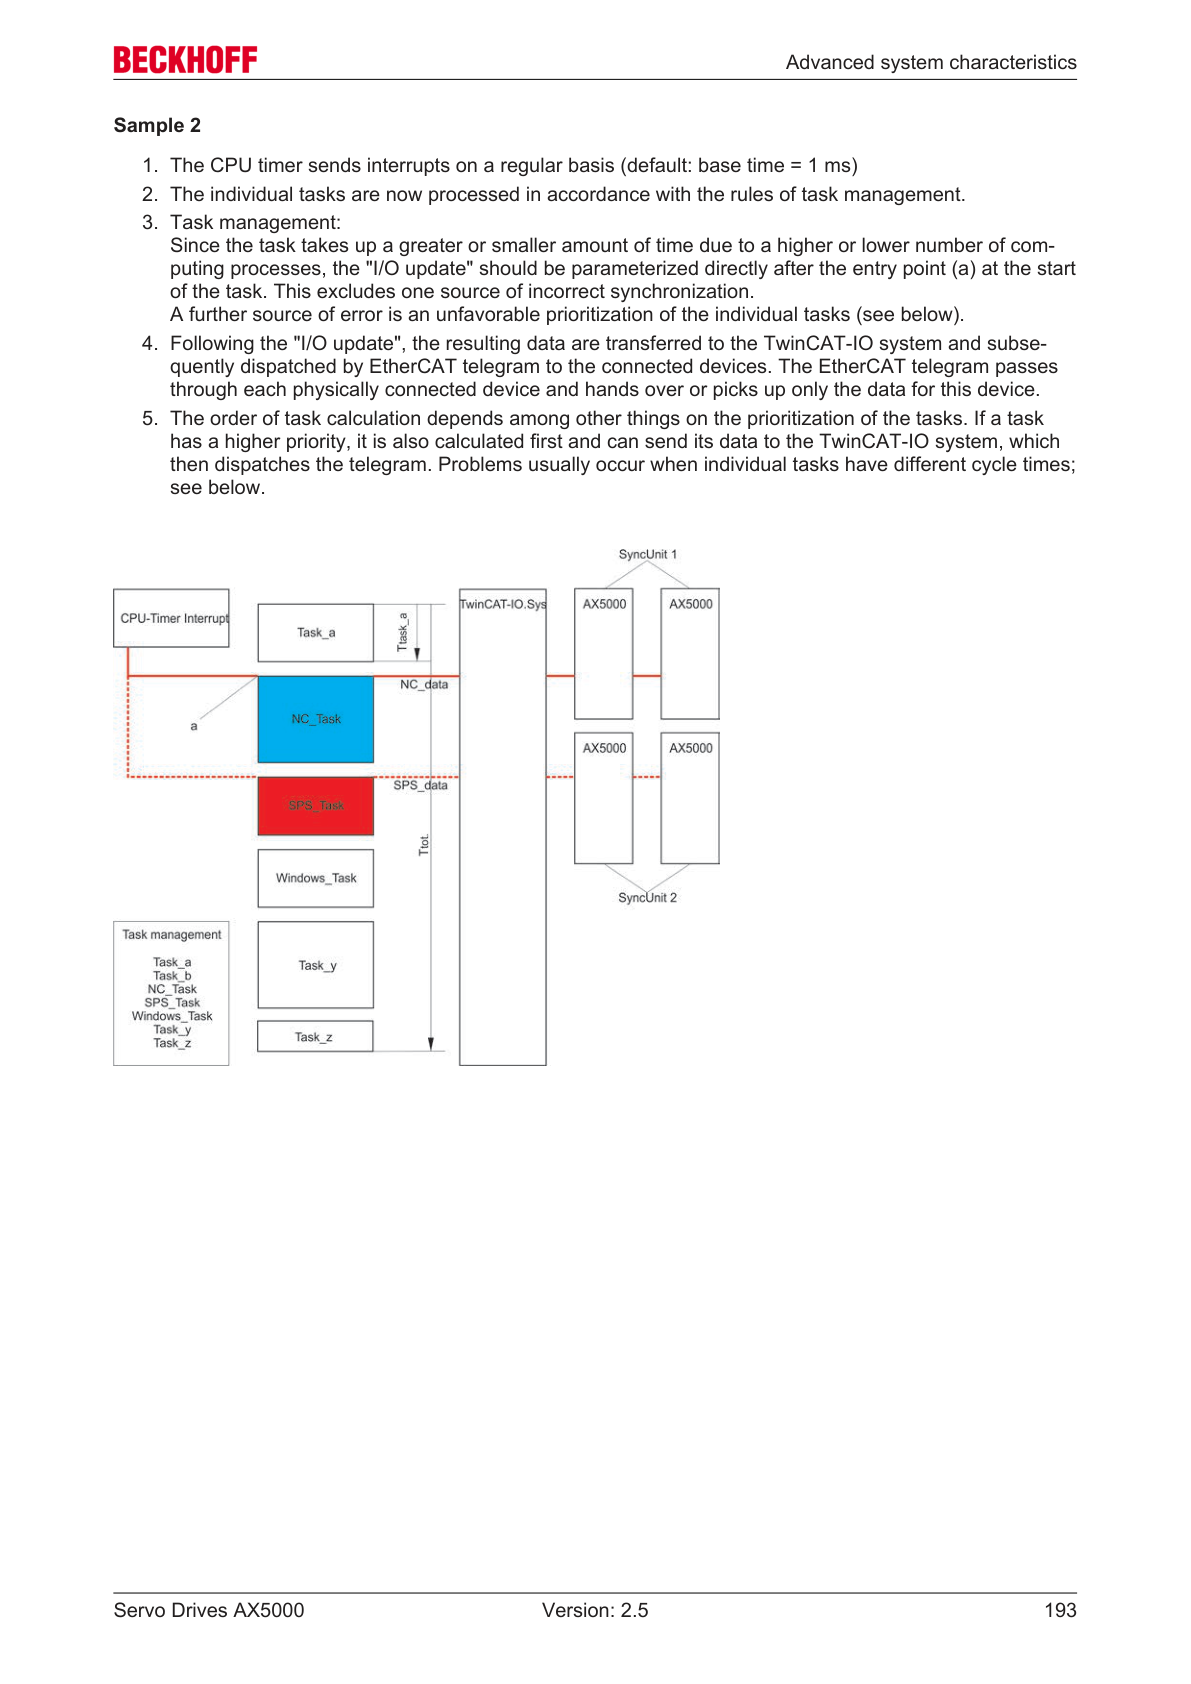 BECKHOFF
Advanced system characteristics
Sample 2
1. The CPU timer sends interrupts on a regular basis (default: base time = 1 ms)
2. The individual tasks are now processed in accordance with the rules of task management.
3. Task management:
Since the task takes up a greater or smaller amount of time due to a higher or lower number of com-
puting processes, the "I/O update" should be parameterized directly after the entry point (a) at the start
of the task. This excludes one source of incorrect synchronization.
A further source of error is an unfavorable prioritization of the individual tasks (see below).
4. Following the "I/O update", the resulting data are transferred to the TwinCAT-IO system and subse-
quently dispatched by EtherCAT telegram to the connected devices. The EtherCAT telegram passes
through each physically connected device and hands over or picks up only the data for this device.
5. The order of task calculation depends among other things on the prioritization of the tasks. If a task
has a higher priority, it is also calculated first and can send its data to the TwinCAT-IO system, which
then dispatches the telegram. Problems usually occur when individual tasks have different cycle times;
see below.
SyncUnit 1
CPU-Timer Interrupt
Task_a
Ttask_a
TwinCAT-IO.Sys
AX5000
AX5000
NC_data
a
NC_Task
AX5000
AX5000
SPS_data
SPS_Task
Ttot.
Windows_Task
SyncUnit 2
Task management
Task_a
Task_b
NC_Task
SPS_Task
Windows_Task
Task_y
Task_z
Task_y
Task_z
Servo Drives AX5000
Version: 2.5
193